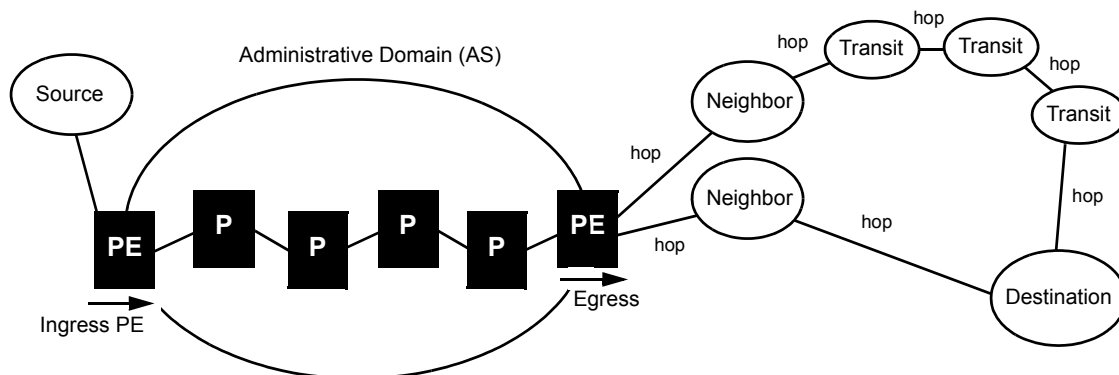 hop
hop
Transit
Transit
hop
Administrative Domain (AS)
Source
Neighbor
Transit
hop
Neighbor
hop
P
P
PE
P
P
PE
hop
hop
Destination
Egress
Ingress PE